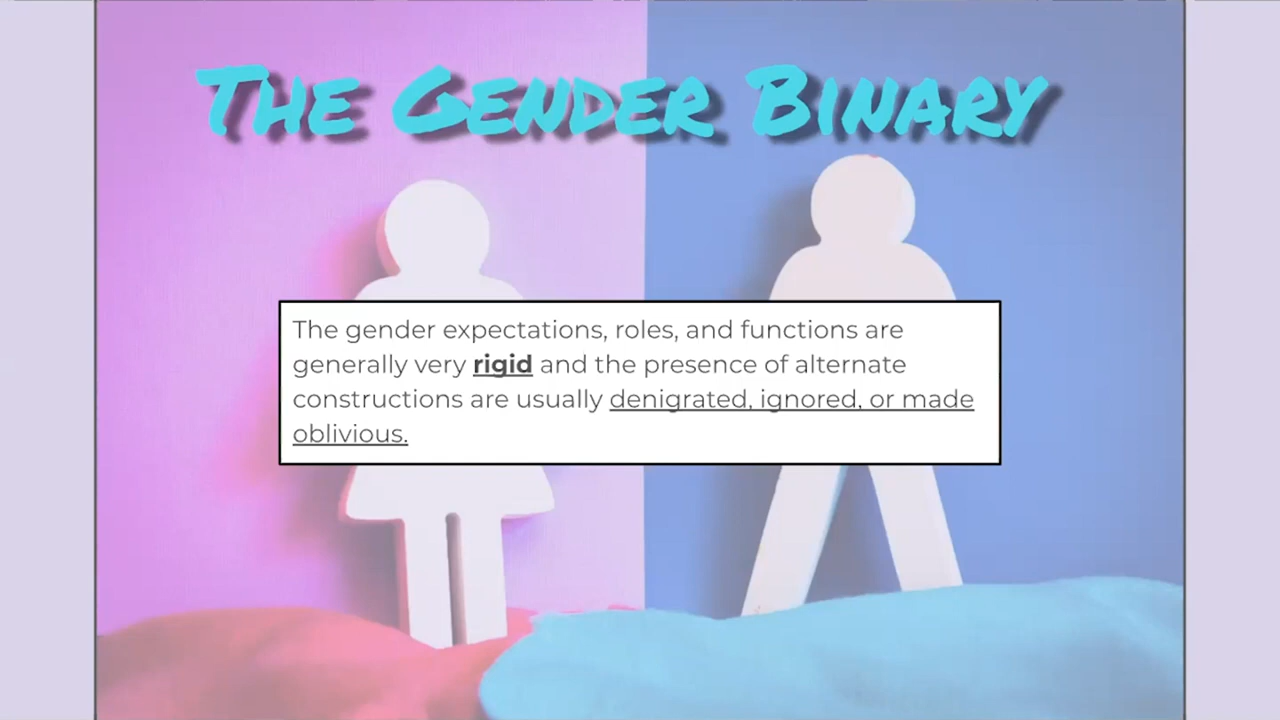 THE GENDER BINARY
The gender expectations, roles, and functions are
generally very rigid and the presence of alternate
constructions are usually denigrated, ignored, or made
oblivious.